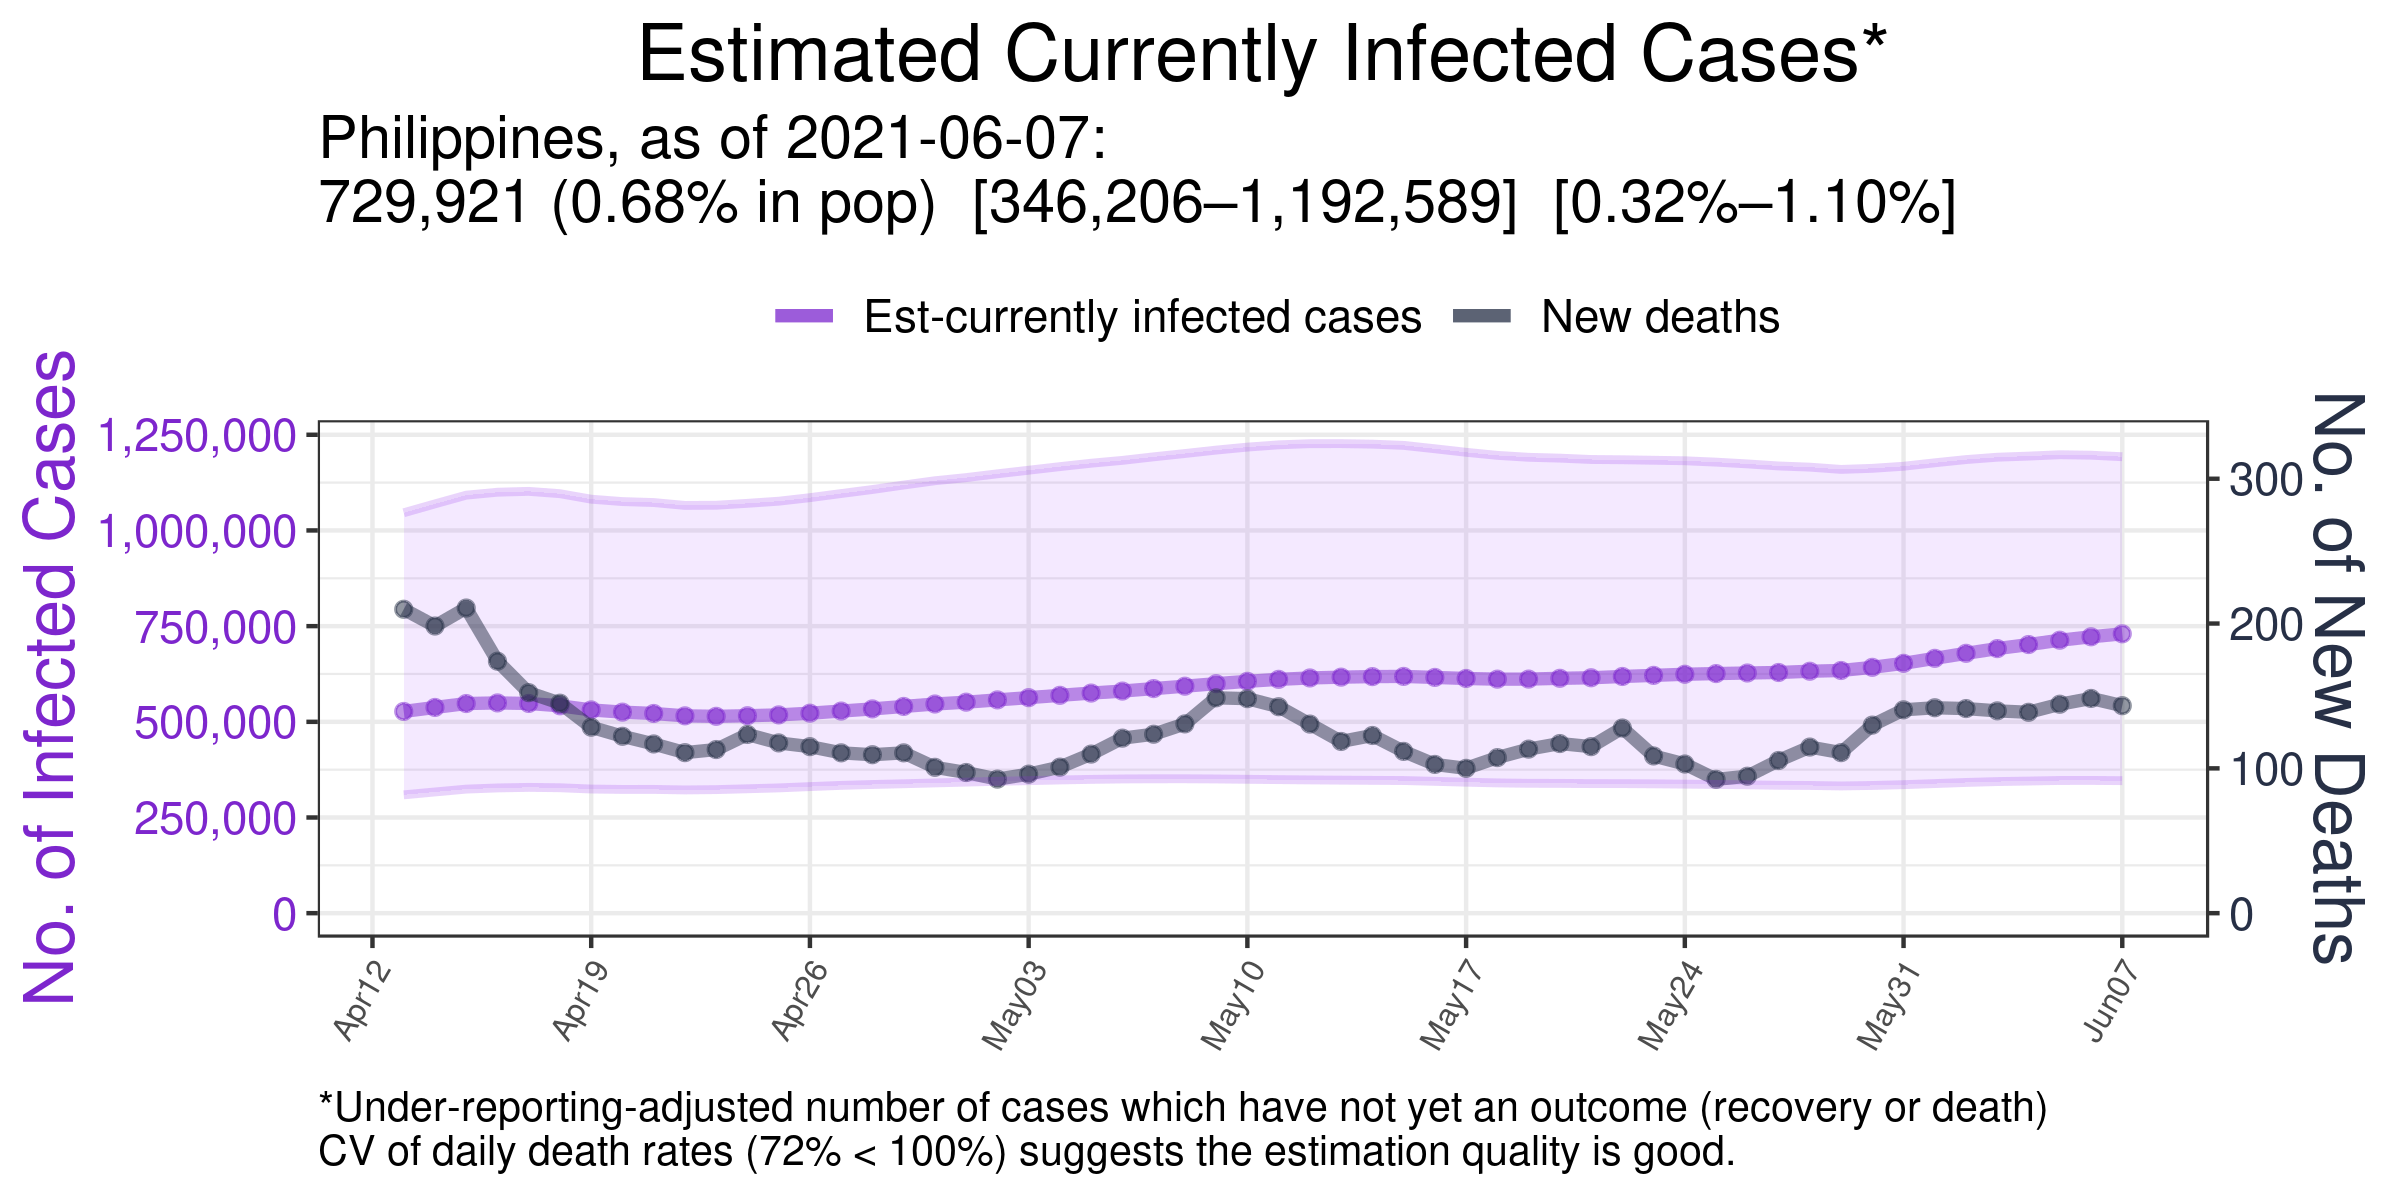 Estimated Currently Infected Cases*
Philippines, as of 2021-06-07:
729,921 (0.68% in pop) [346,206–1,192,589] [0.32%–1.10%]
Est-currently infected cases
New deaths
No. of Infected Cases
1,250,000
1,000,000
750,000
500,000
250,000
0
300
200
100
0
No. of New Deaths
Apr12
Apr19
Apr26
May03
May10
May17
May24
May31
Jun07
*Under-reporting-adjusted number of cases which have not yet an outcome (recovery or death)
CV of daily death rates (72% < 100%) suggests the estimation quality is good.